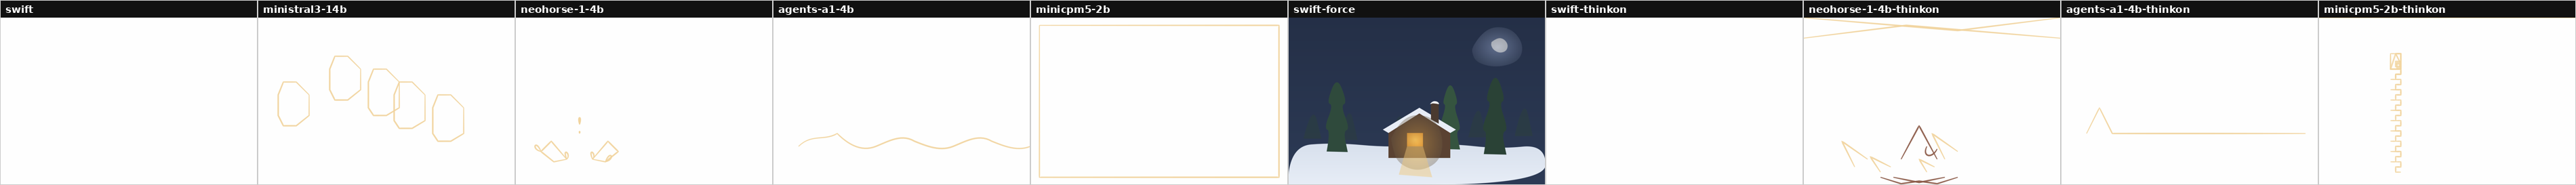 swift
ministral3-14b
neohorse-1-4b
agents-a1-4b
minicpm5-2b
swift-force
swift-thinkon
neohorse-1-4b-thinkon
agents-a1-4b-thinkon
minicpm5-2b-thinkon